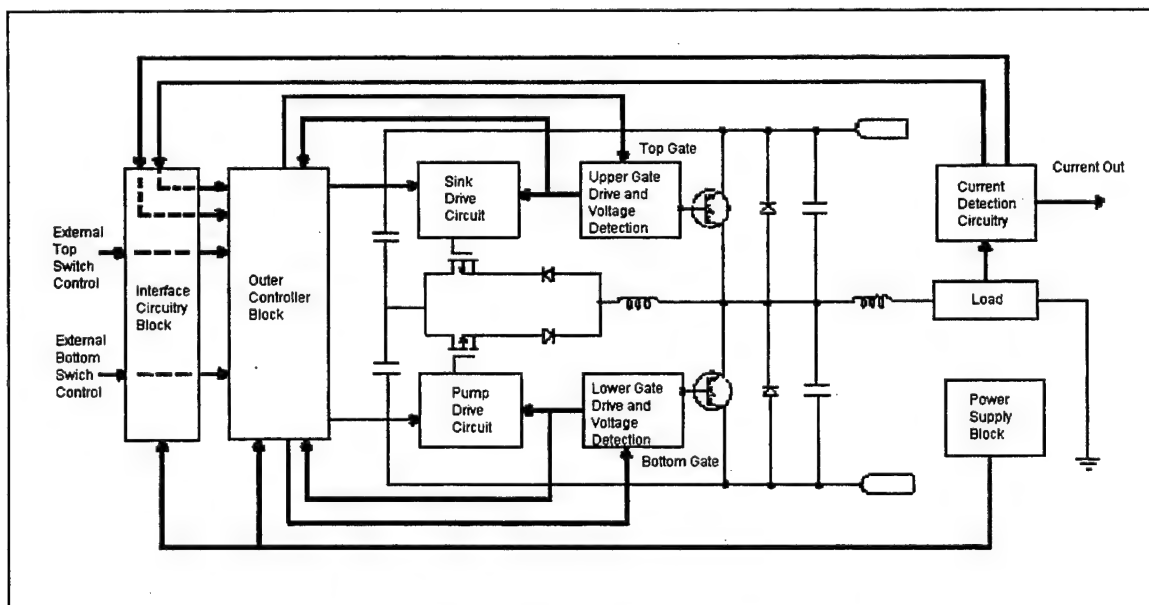 Top Gate
Current Out
Sink
Drive
Circuit
Upper Gate
Drive and
Voltage
Detection
Current
Detection
Circuitry
External
Top
Switch
Control
Interface
Circuitry
Block
Outer
Controller
Block
Load
External
Bottom
Swich
Control
Pump
Drive
Circuit
Lower Gate
Drive and
Voltage
Detection
Bottom Gate
Power
Supply
Block